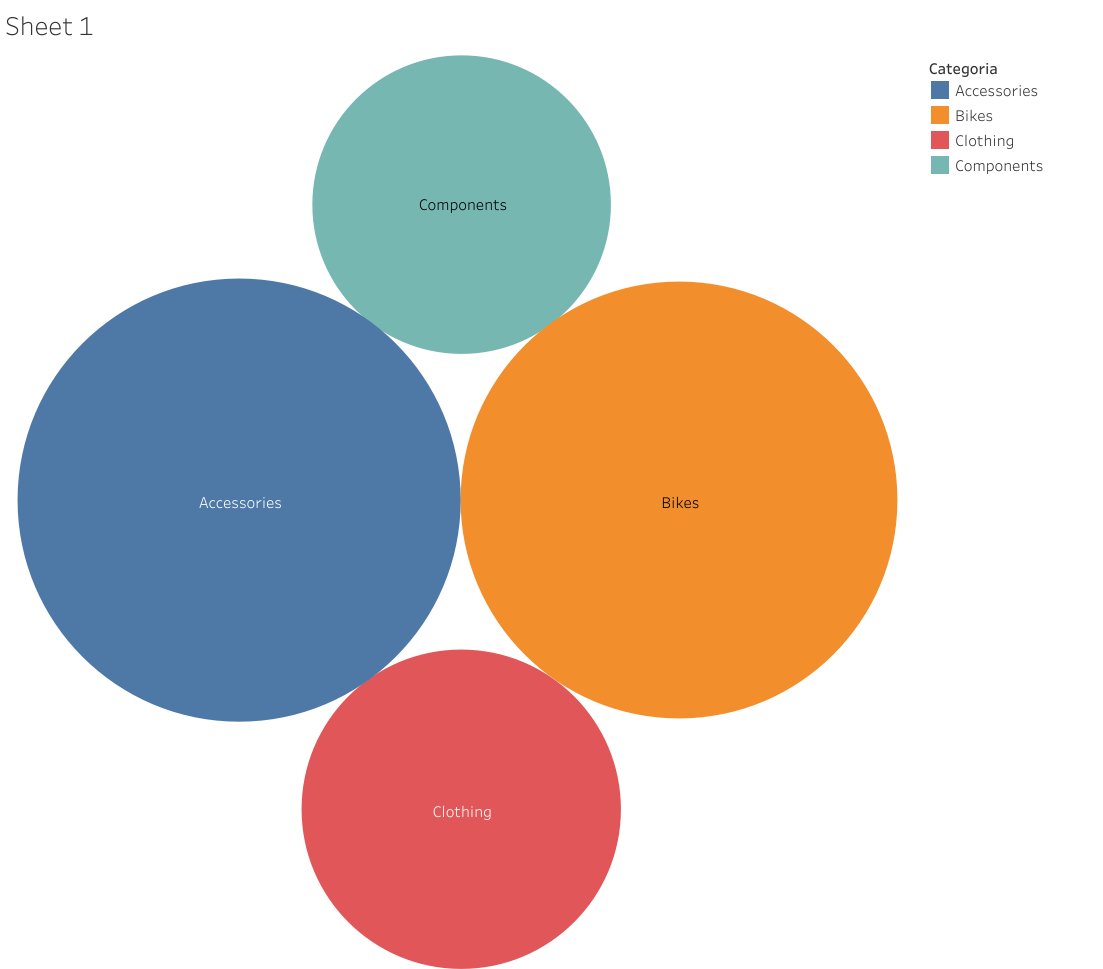 Sheet 1
Categoria
Accessories
Bikes
Clothing
Components
Components
Accessories
Bikes
Clothing